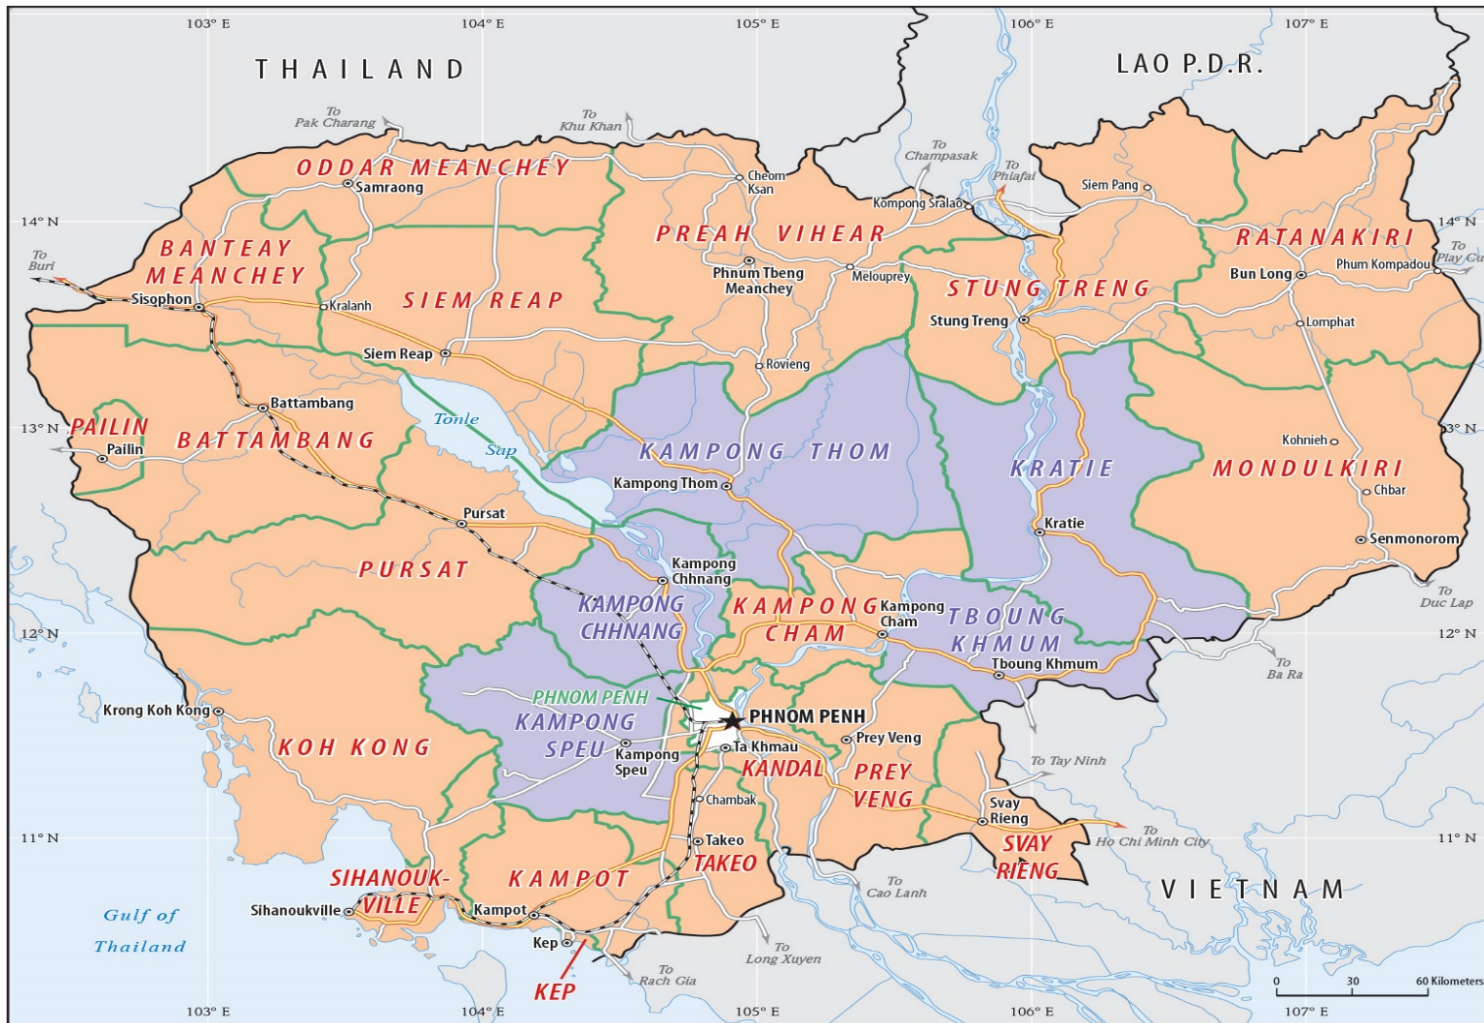 103° E
104° E
105° E
106° E
107° E
THAILAND
LAO P.D.R.
To
Pak Charang
To
Khu Khan
To
Champasak
To
Phiafai
ODDAR MEANCHEY
Samraong
Cheom
Ksan
Siem Pang
Kompong Sralao
14° N
14° N
BANTEAY
MEANCHEY
PREAH VIHEAR
RATANAKIRI
To
Buri
To
Play Cu
Phnum Tbeng
Meanchey
Melouprey
Bun Long
Phum Kompadou
Sisophon
Kralanh
SIEM REAP
STUNG TRENG
Stung Treng
Lomphat
Siem Reap
Rovieng
Battambang
Tonle
Sap
13° N
13° N
PAILIN
Pailin
BATTAMBANG
KAMPONG THOM
KRATIE
Kohnieh
MONDULKIRI
Kampong Thom
Chbar
Pursat
Kratie
Senmonorom
PURSAT
Kampong
Chhnang
KAMPONG
CHHNANG
KAMPONG
CHAM
Kampong
Cham
TBOUNG
KHMUM
To
Duc Lap
12° N
12° N
Tboung Khmum
To
Ba Ra
Krong Koh Kong
PHNOM PENH
KAMPONG
SPEU
PHNOM PENH
KOH KONG
Kampong
Speu
Ta Khmau
KANDAL
Prey Veng
PREY
VENG
To Tay Ninh
Chambak
Svay
Rieng
11° N
11° N
Takeo
TAKEO
SVAY
RIENG
To
Ho Chi Minh City
SIHANOUK-
VILLE
KAMPOT
To
Cao Lanh
VIETNAM
Gulf of
Thailand
Sihanoukville
Kampot
Kep
KEP
To
Rach Gia
To
Long Xuyen
0
30
60 Kilometers
103° E
104° E
105° E
106° E
107° E